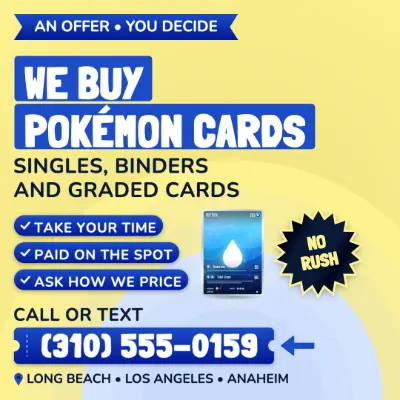 AN OFFER • YOU DECIDE
WE BUY
POKÉMON CARDS
SINGLES, BINDERS
AND GRADED CARDS
TAKE YOUR TIME
PAID ON THE SPOT
ASK HOW WE PRICE
NO
RUSH
CALL OR TEXT
(310) 555-0159
LONG BEACH • LOS ANGELES • ANAHEIM